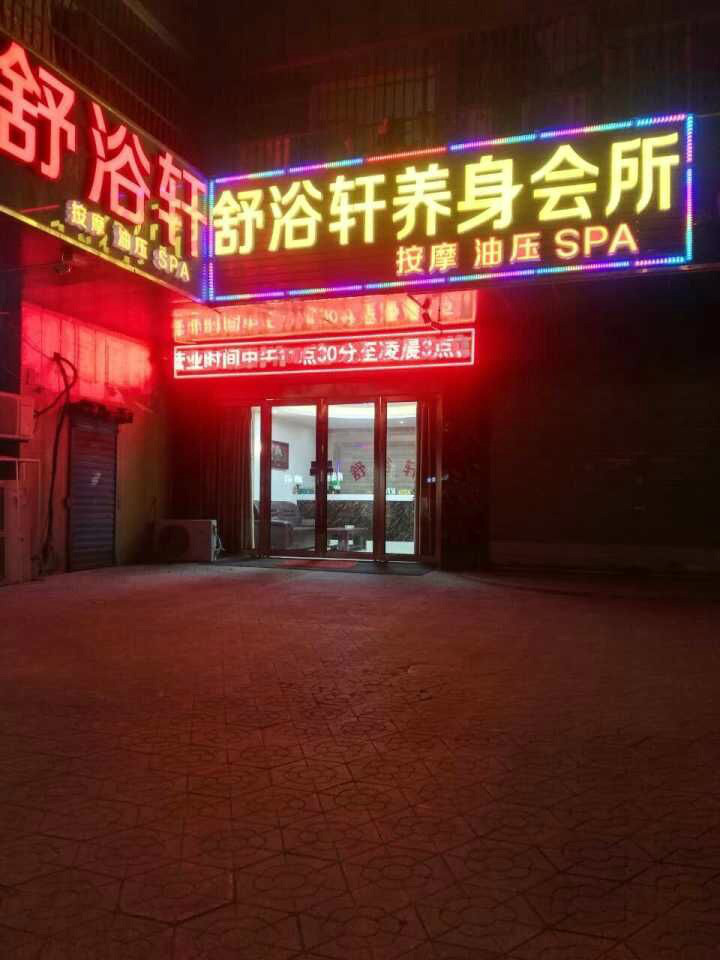 舒浴轩
按摩 油压 SPA
舒浴轩养身会所
按摩 油压 SPA
营业时间中午1 点30分至凌晨3点